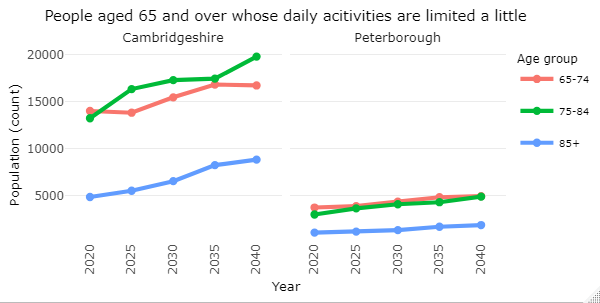 People aged 65 and over whose daily acitivities are limited a little
Cambridgeshire
Peterborough
Population (count)
20000
15000
10000
5000
2020
2025
2030
2035
2040
2020
2025
2030
2035
2040
Year
Age group
65-74
75-84
85+